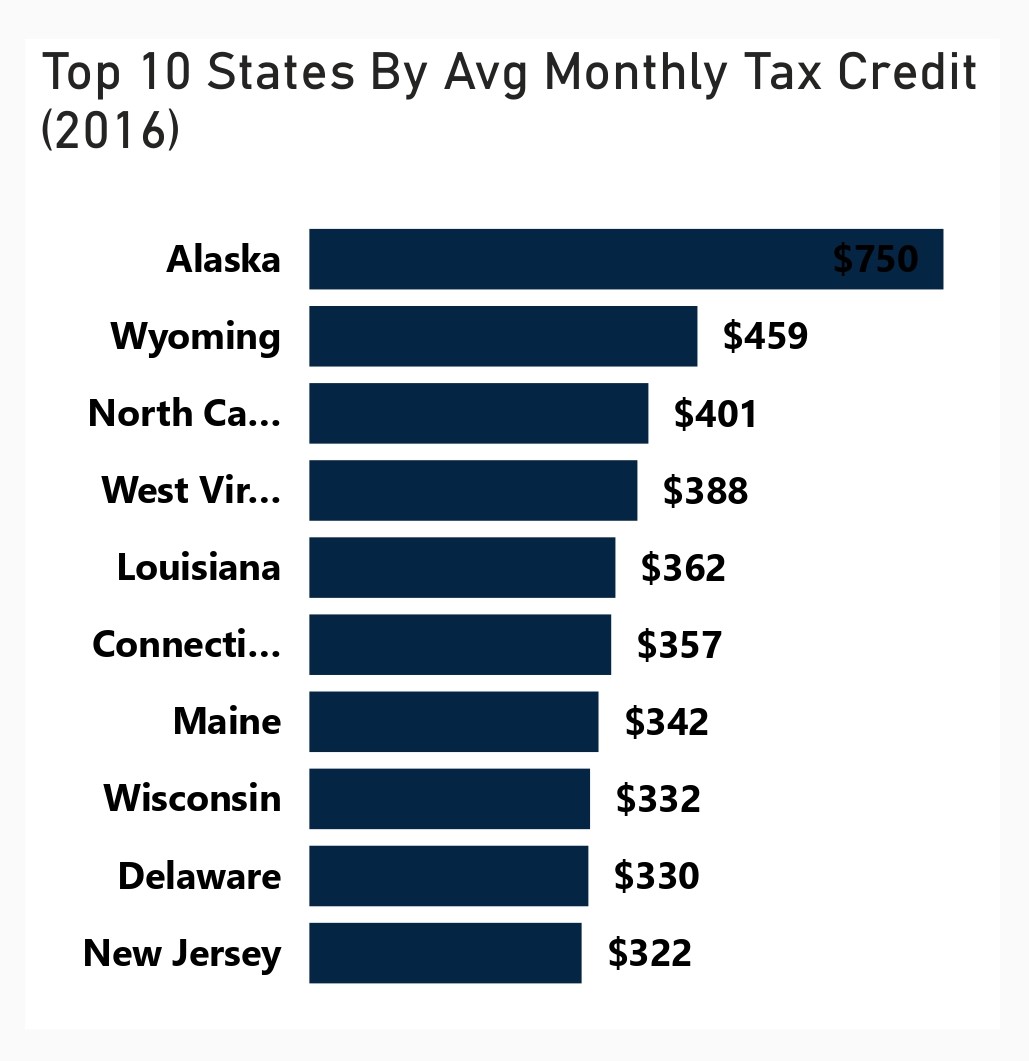 Top 10 States By Avg Monthly Tax Credit
(2016)
Alaska $750
Wyoming $459
North Ca... $401
West Vir... $388
Louisiana $362
Connecti... $357
Maine $342
Wisconsin $332
Delaware $330
New Jersey $322